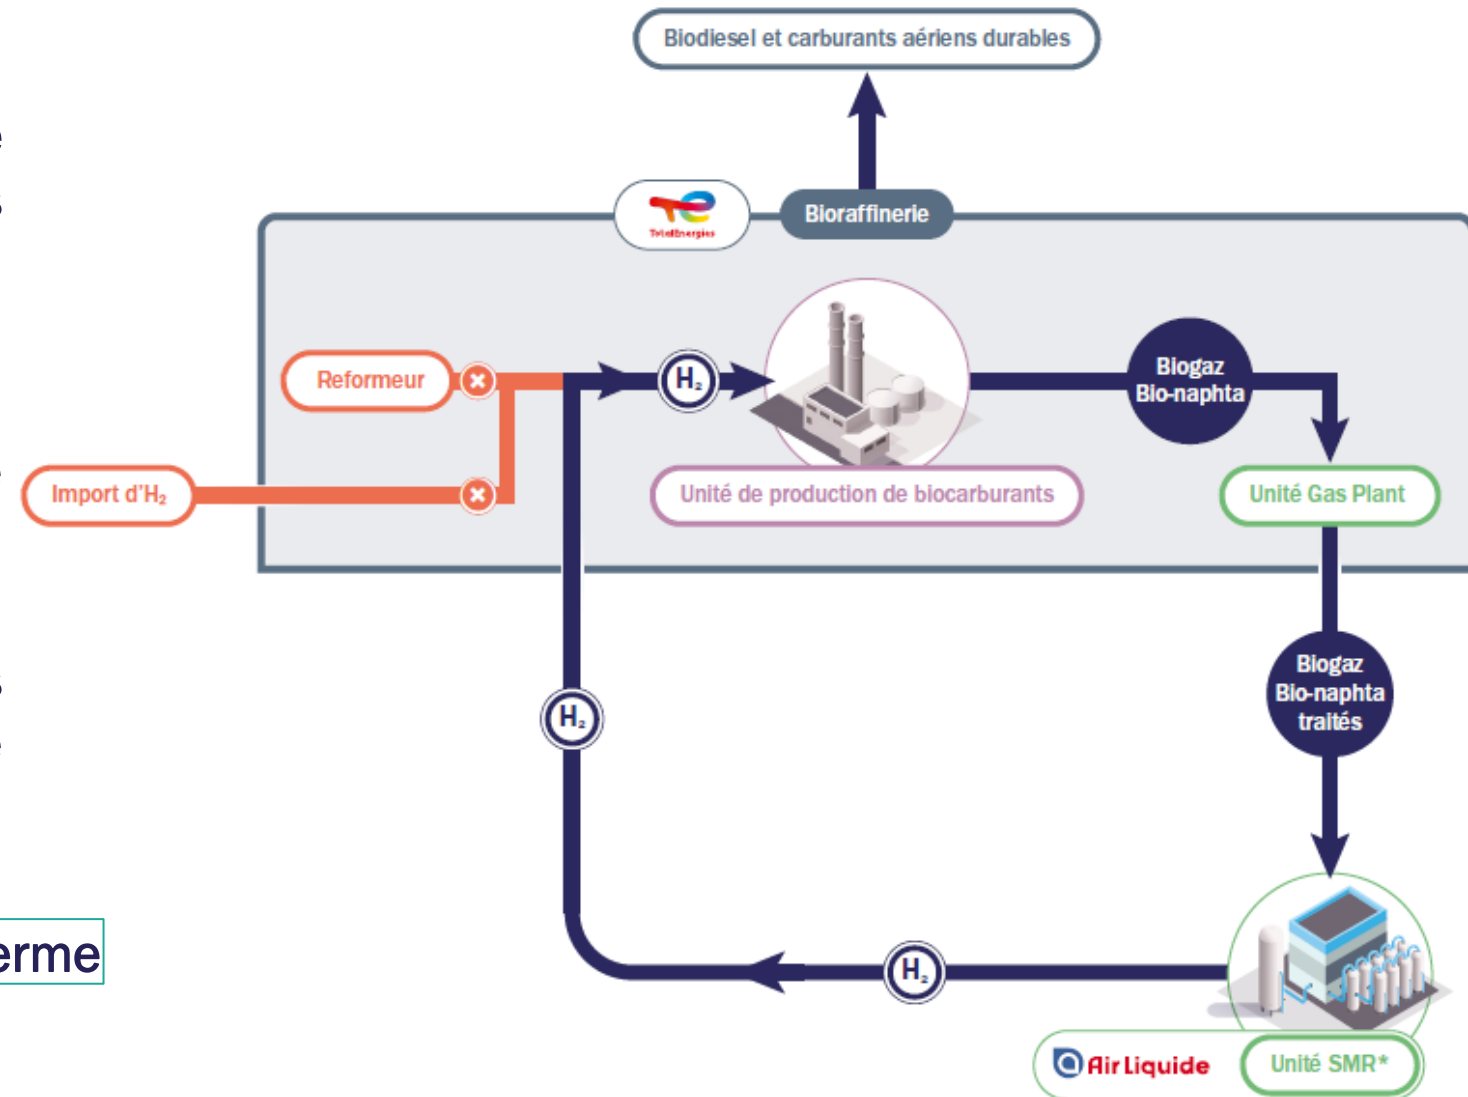 Biodiesel et carburants aériens durables
TotalEnergies
Bioraffinerie
Reformeur
H₂
Biogaz
Bio-naphta
Import d'H₂
Unité de production de biocarburants
Unité Gas Plant
Biogaz
Bio-naphta
traités
H₂
erme
H₂
Air Liquide
Unité SMR*